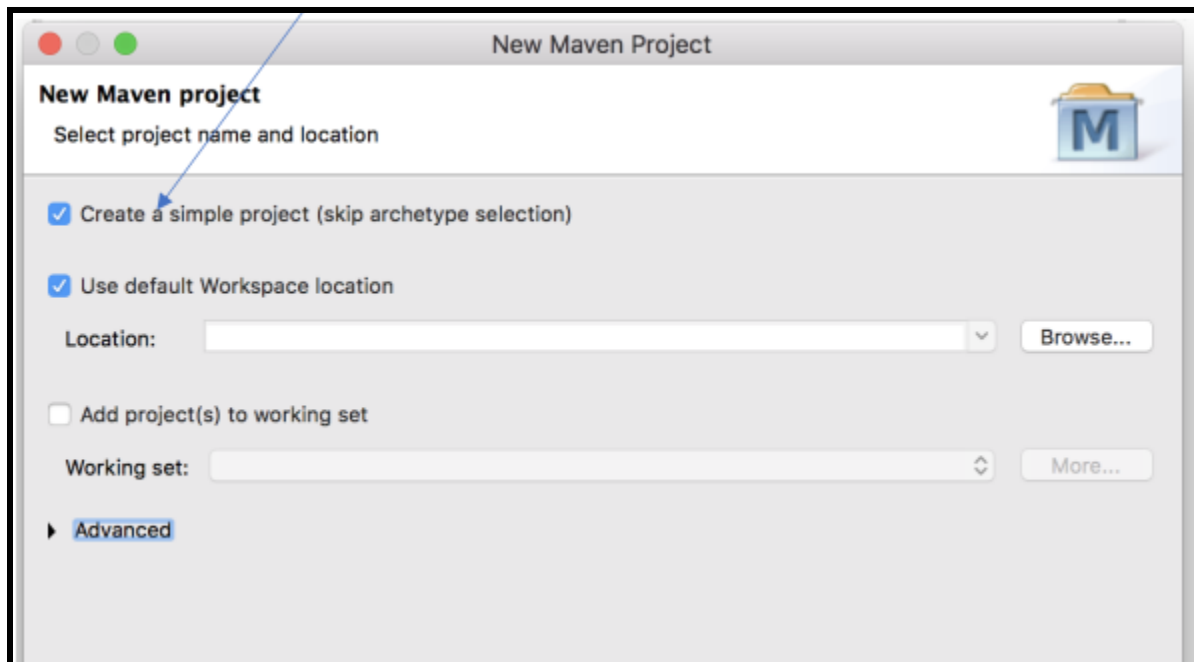 New Maven Project
New Maven project
Select project name and location
M
Create a simple project (skip archetype selection)
Use default Workspace location
Location:
Browse...
Add project(s) to working set
Working set:
More...
Advanced